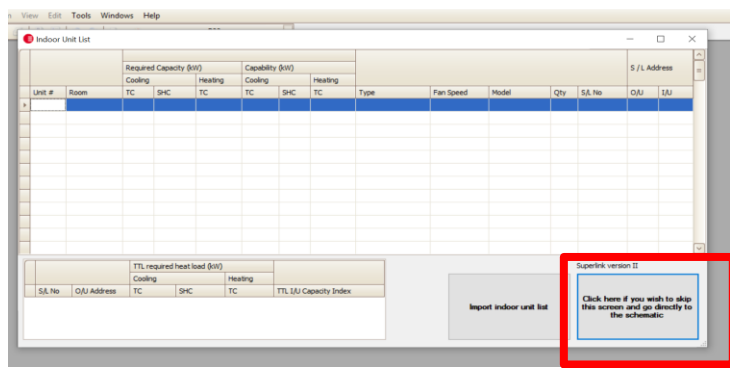 View Edit Tools Windows Help
Indoor Unit List
Required Capacity (kW) Capability (kW) S / L Address
Cooling Heating Cooling Heating
Unit # Room TC SHC TC TC SHC TC Type Fan Speed Model Qty S/L No O/U I/U
TTL required heat load (kW)
Cooling Heating
S/L No O/U Address TC SHC TC TTL I/U Capacity Index
Import indoor unit list
Superlink version II
Click here if you wish to skip
this screen and go directly to
the schematic